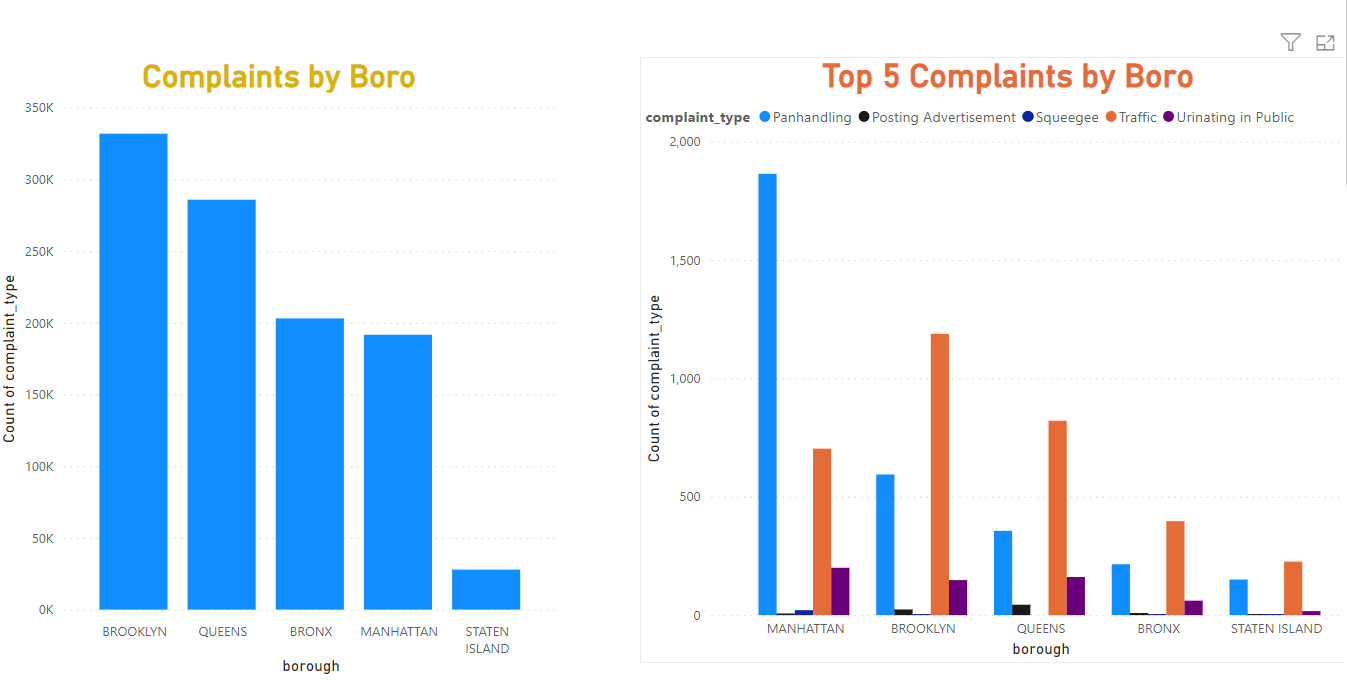 Complaints by Boro
350K
300K
250K
200K
150K
100K
50K
0K
Count of complaint_type
BROOKLYN
QUEENS
BRONX
MANHATTAN
STATEN
ISLAND
borough
Top 5 Complaints by Boro
complaint_type Panhandling Posting Advertisement Squeegee Traffic Urinating in Public
2,000
1,500
1,000
500
0
Count of complaint_type
MANHATTAN
BROOKLYN
QUEENS
BRONX
STATEN ISLAND
borough